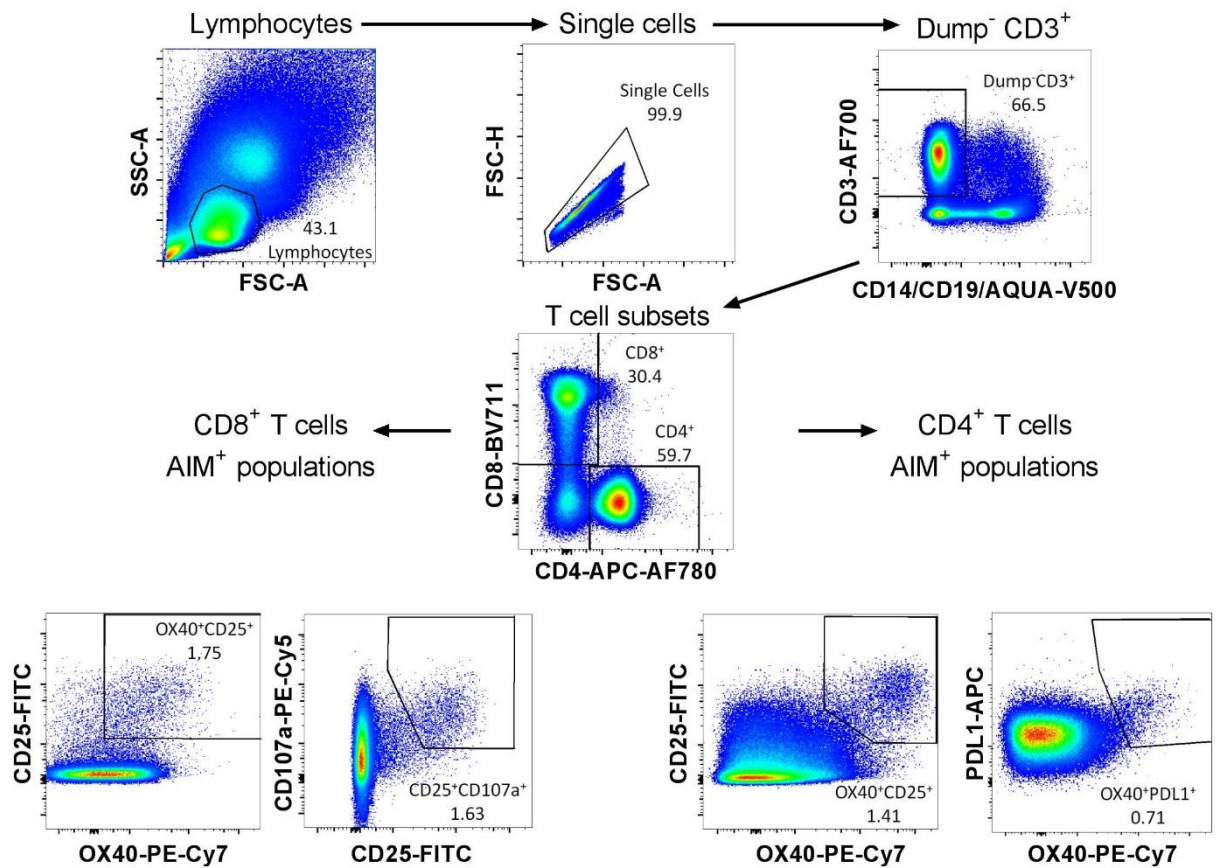 Lymphocytes
Single cells
Dump⁻ CD3⁺
SSC-A
43.1
Lymphocytes
FSC-A
FSC-H
Single Cells
99.9
FSC-A
CD3-AF700
Dump⁻CD3⁺
66.5
CD14/CD19/AQUA-V500
T cell subsets
CD8⁺ T cells
AIM⁺ populations
CD8-BV711
CD8⁺
30.4
CD4⁺
59.7
CD4-APC-AF780
CD4⁺ T cells
AIM⁺ populations
CD25-FITC
OX40⁺CD25⁺
1.75
OX40-PE-Cy7
CD107a-PE-Cy5
CD25⁺CD107a⁺
1.63
CD25-FITC
CD25-FITC
OX40⁺CD25⁺
1.41
OX40-PE-Cy7
PDL1-APC
OX40⁺PDL1⁺
0.71
OX40-PE-Cy7